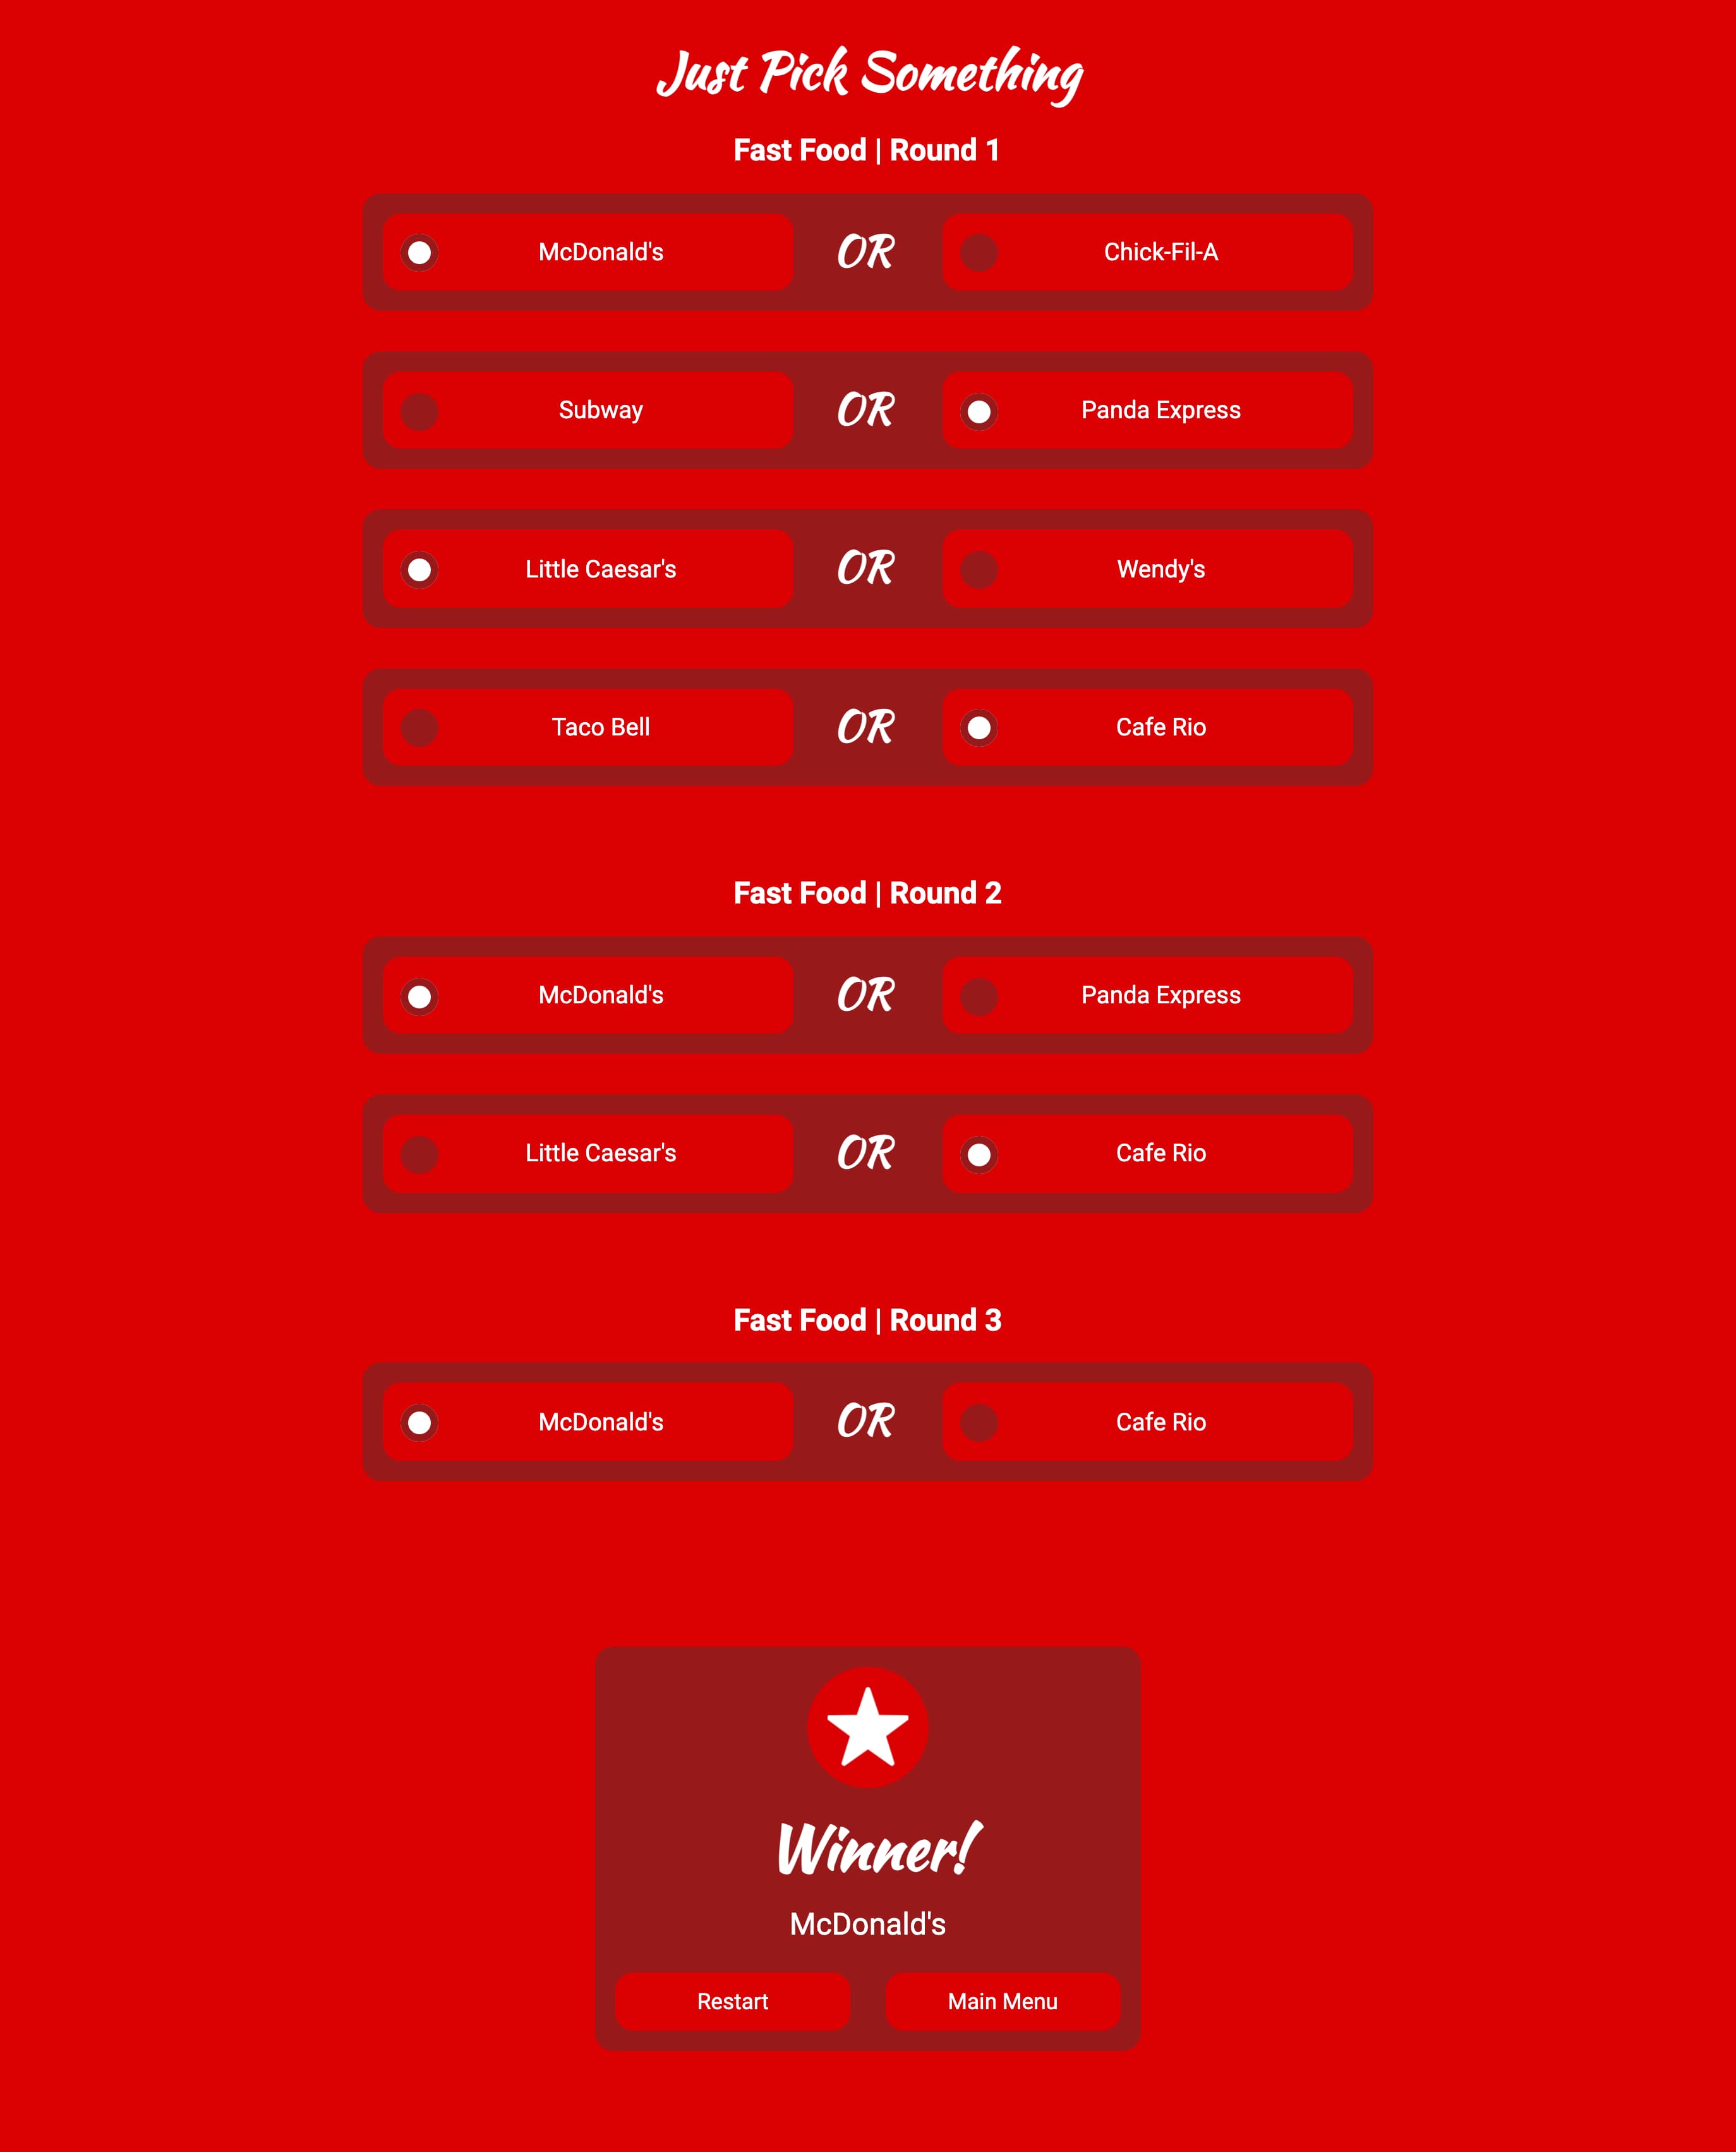 Just Pick Something
Fast Food | Round 1
McDonald's OR Chick-Fil-A
Subway OR Panda Express
Little Caesar's OR Wendy's
Taco Bell OR Cafe Rio
Fast Food | Round 2
McDonald's OR Panda Express
Little Caesar's OR Cafe Rio
Fast Food | Round 3
McDonald's OR Cafe Rio
Winner!
McDonald's
Restart Main Menu